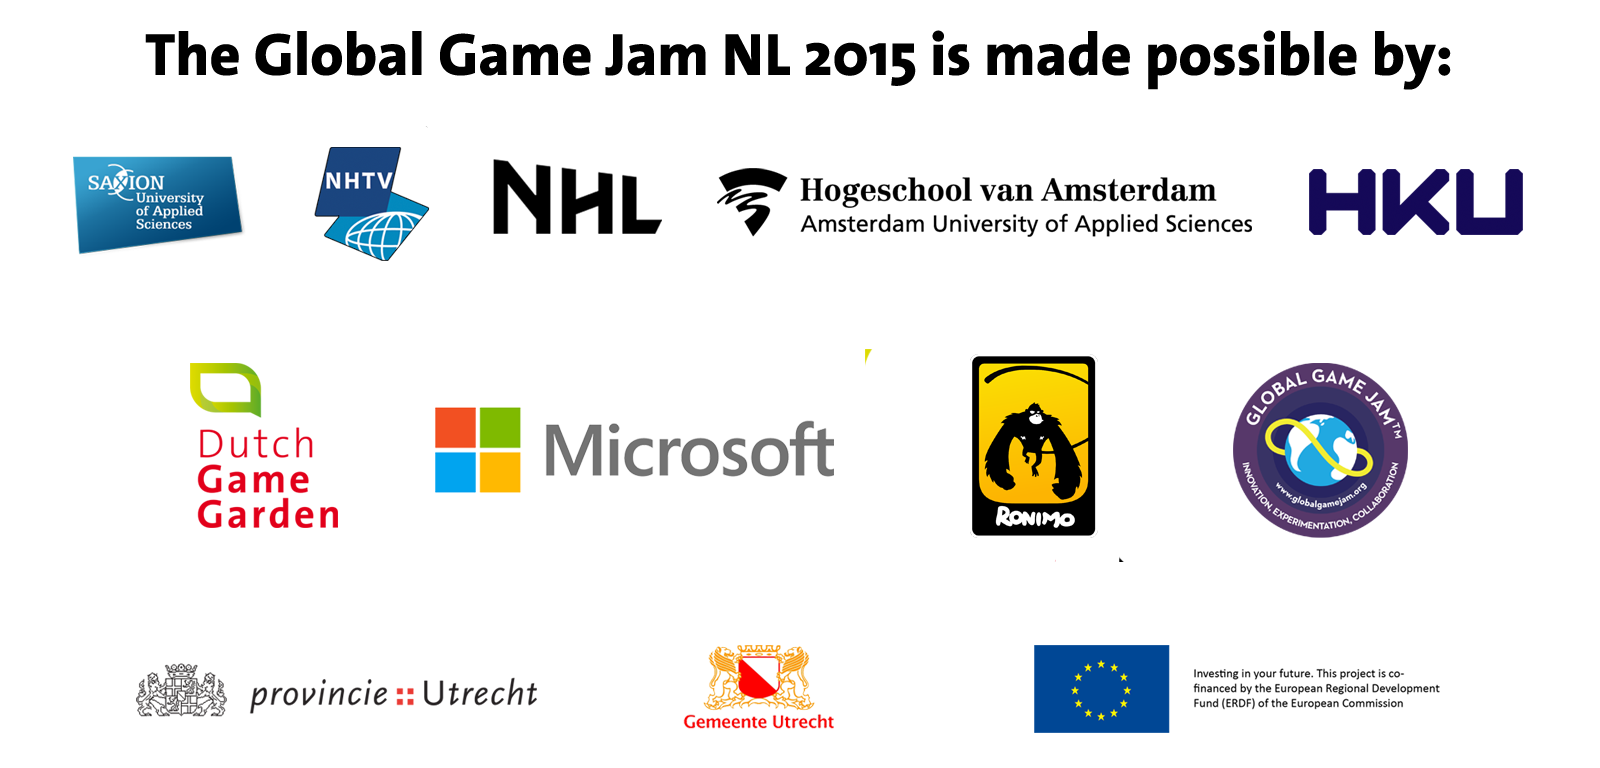 The Global Game Jam NL 2015 is made possible by:
SAXION
University
of Applied
Sciences
NHTV
NHL
Hogeschool van Amsterdam
Amsterdam University of Applied Sciences
HKU
Dutch
Game
Garden
Microsoft
RONIMO
GLOBAL GAME JAM™
www.globalgamejam.org
INNOVATION, EXPERIMENTATION, COLLABORATION
provincie :: Utrecht
Gemeente Utrecht
Investing in your future. This project is co-
financed by the European Regional Development
Fund (ERDF) of the European Commission